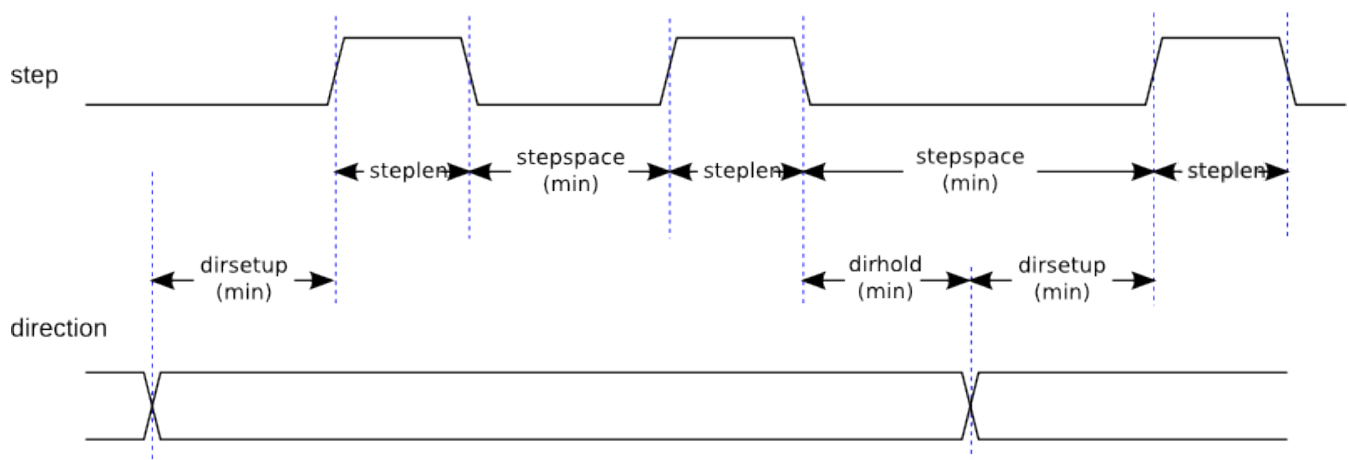 step
steplen
stepspace
(min)
steplen
stepspace
(min)
steplen
dirsetup
(min)
dirhold
(min)
dirsetup
(min)
direction